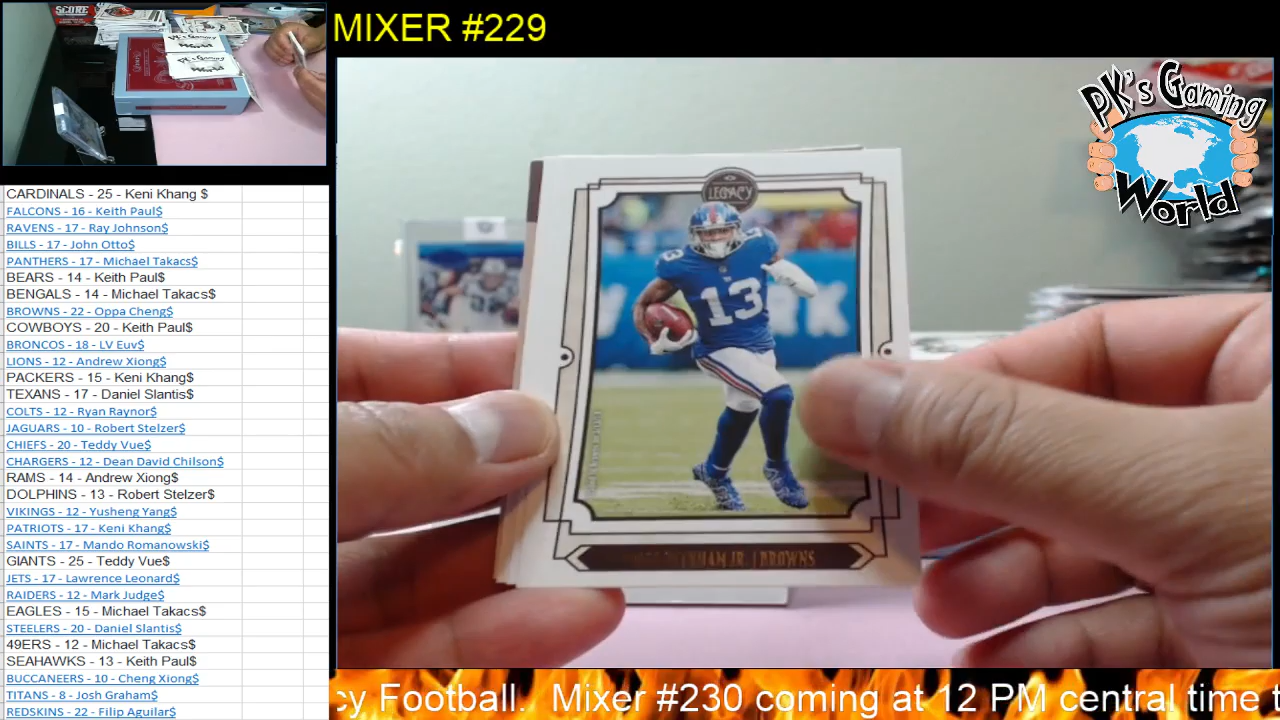 MIXER #229
SCORE
PK's Gaming
World
CARDINALS - 25 - Keni Khang $
FALCONS - 16 - Keith Paul$
RAVENS - 17 - Ray Johnson$
BILLS - 17 - John Otto$
PANTHERS - 17 - Michael Takacs$
BEARS - 14 - Keith Paul$
BENGALS - 14 - Michael Takacs$
BROWNS - 22 - Oppa Cheng$
COWBOYS - 20 - Keith Paul$
BRONCOS - 18 - LV Euv$
LIONS - 12 - Andrew Xiong$
PACKERS - 15 - Keni Khang$
TEXANS - 17 - Daniel Slantis$
COLTS - 12 - Ryan Raynor$
JAGUARS - 10 - Robert Stelzer$
CHIEFS - 20 - Teddy Vue$
CHARGERS - 12 - Dean David Chilson$
RAMS - 14 - Andrew Xiong$
DOLPHINS - 13 - Robert Stelzer$
VIKINGS - 12 - Yusheng Yang$
PATRIOTS - 17 - Keni Khang$
SAINTS - 17 - Mando Romanowski$
GIANTS - 25 - Teddy Vue$
JETS - 17 - Lawrence Leonard$
RAIDERS - 12 - Mark Judge$
EAGLES - 15 - Michael Takacs$
STEELERS - 20 - Daniel Slantis$
49ERS - 12 - Michael Takacs$
SEAHAWKS - 13 - Keith Paul$
BUCCANEERS - 10 - Cheng Xiong$
TITANS - 8 - Josh Graham$
REDSKINS - 22 - Filip Aguilar$
LEGACY
13
JR. | BROWNS
PK's Gaming
World
cy Football. Mixer #230 coming at 12 PM central time t